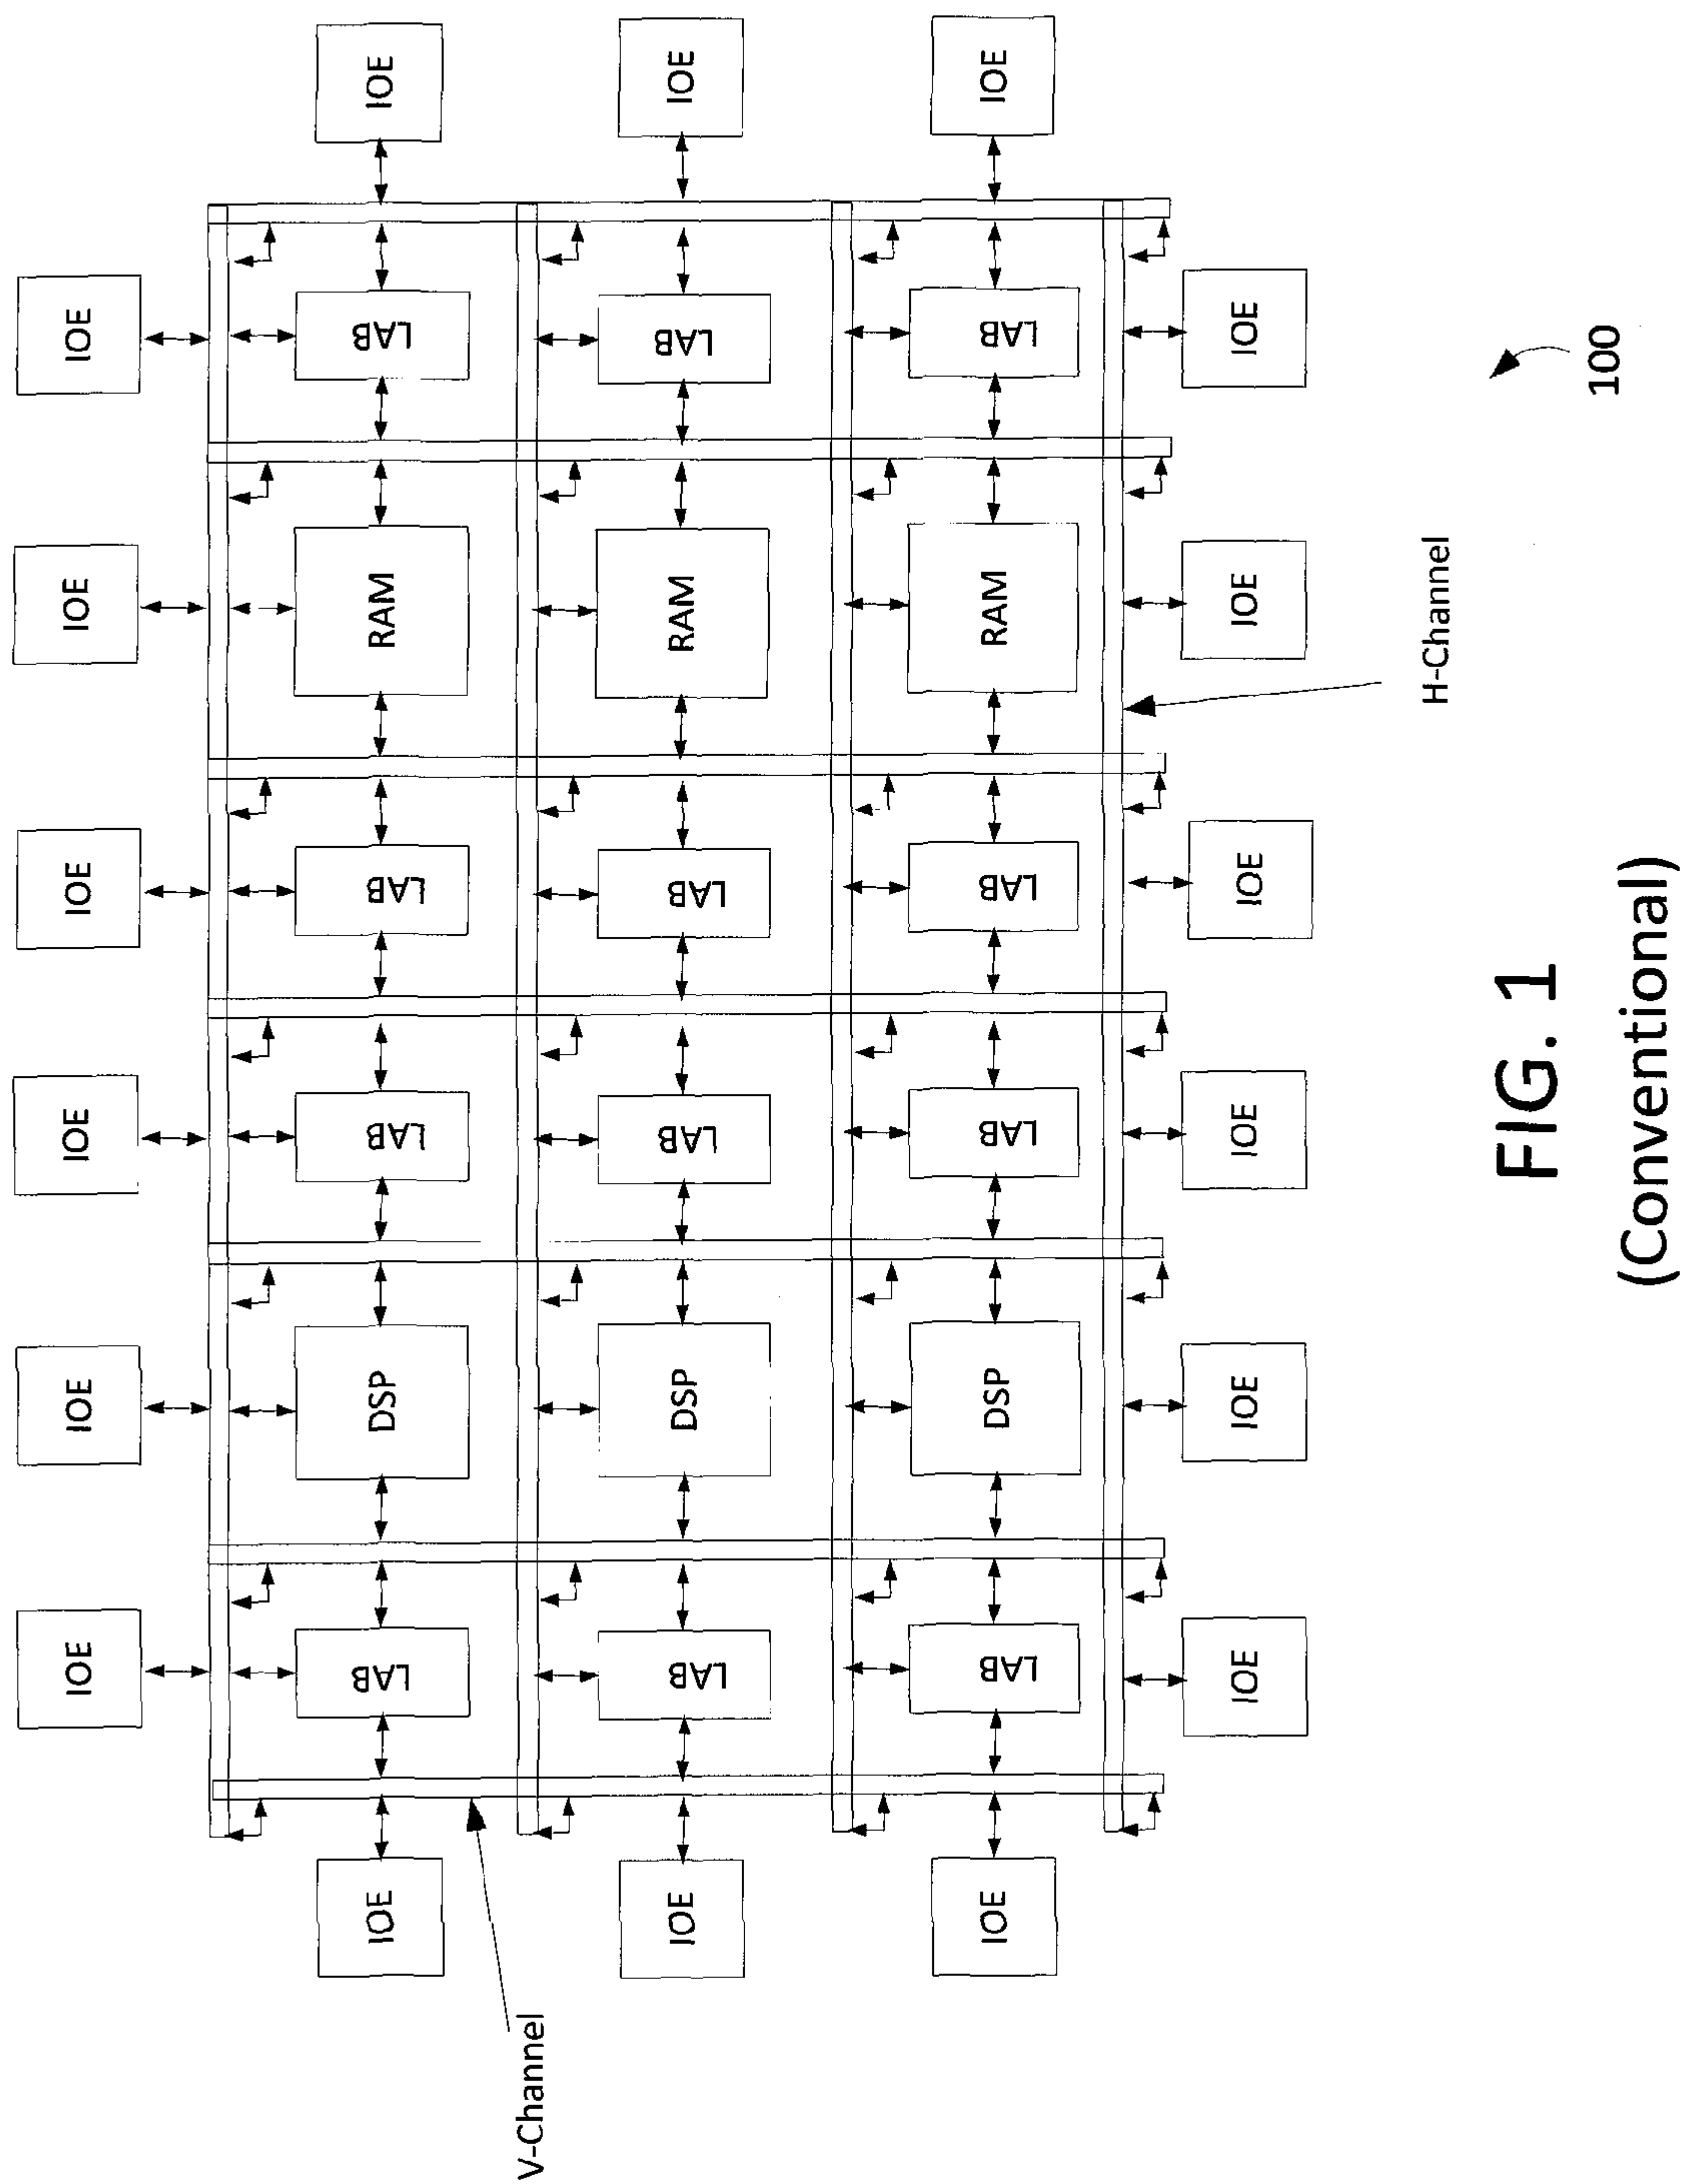 IOE
IOE
IOE
IOE
IOE
IOE
IOE
LAB
DSP
LAB
LAB
RAM
LAB
IOE
V-Channel
IOE
LAB
DSP
LAB
LAB
RAM
LAB
IOE
IOE
LAB
DSP
LAB
LAB
RAM
LAB
IOE
IOE
IOE
IOE
IOE
IOE
IOE
H-Channel
FIG. 1
100
(Conventional)